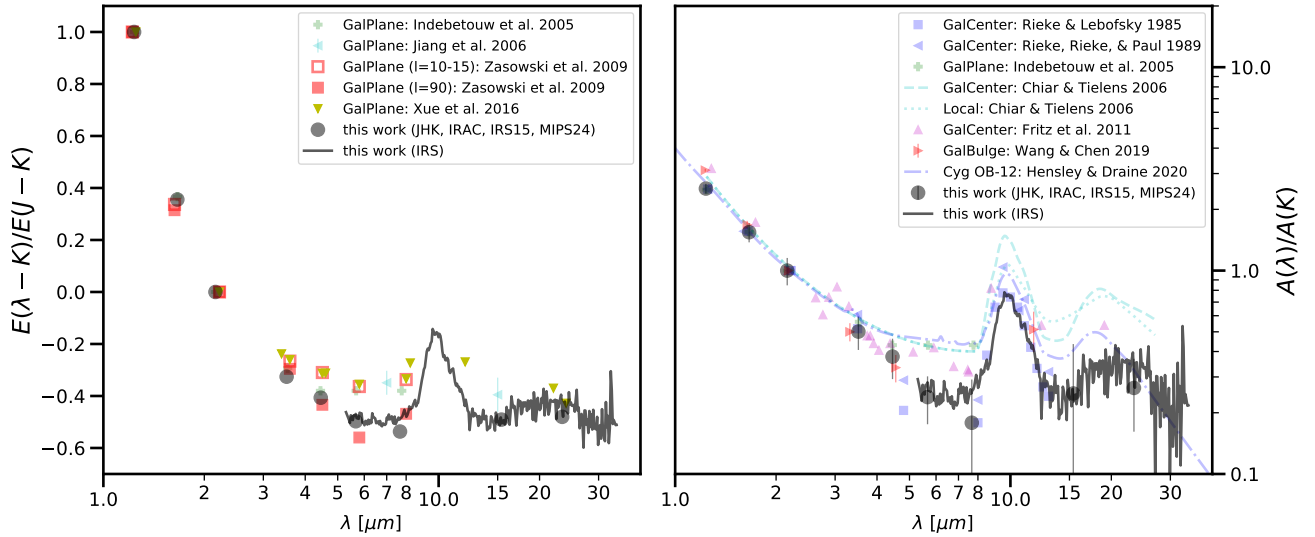 GalPlane: Indebetouw et al. 2005
GalPlane: Jiang et al. 2006
GalPlane (l=10-15): Zasowski et al. 2009
GalPlane (l=90): Zasowski et al. 2009
GalPlane: Xue et al. 2016
this work (JHK, IRAC, IRS15, MIPS24)
this work (IRS)
E(λ − K)/E(J − K)
1.0
0.8
0.6
0.4
0.2
0.0
−0.2
−0.4
−0.6
1.0 2 3 4 5 6 7 8 10.0 15 20 30
λ [μm]
GalCenter: Rieke & Lebofsky 1985
GalCenter: Rieke, Rieke, & Paul 1989
GalPlane: Indebetouw et al. 2005
GalCenter: Chiar & Tielens 2006
Local: Chiar & Tielens 2006
GalCenter: Fritz et al. 2011
GalBulge: Wang & Chen 2019
Cyg OB-12: Hensley & Draine 2020
this work (JHK, IRAC, IRS15, MIPS24)
this work (IRS)
10.0
1.0
0.1
A(λ)/A(K)
1.0 2 3 4 5 6 7 8 10.0 15 20 30
λ [μm]